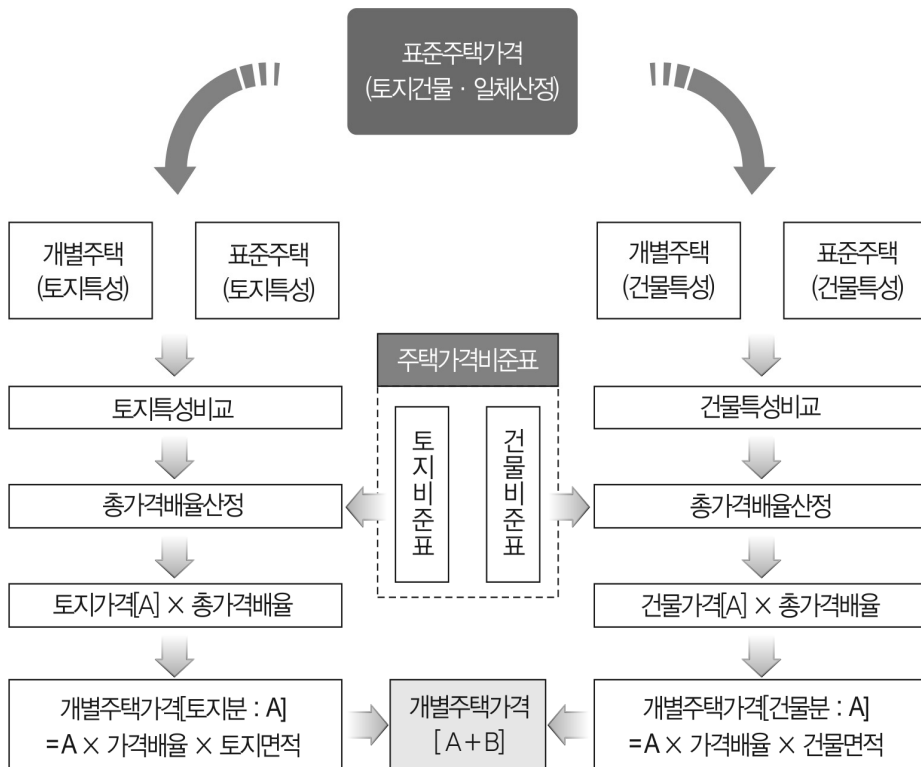 표준주택가격
(토지건물 · 일체산정)
개별주택
(토지특성)
표준주택
(토지특성)
개별주택
(건물특성)
표준주택
(건물특성)
주택가격비준표
토지특성비교
건물특성비교
토지비준표
건물비준표
총가격배율산정
총가격배율산정
토지가격[A] × 총가격배율
건물가격[A] × 총가격배율
개별주택가격[토지분 : A]
=A × 가격배율 × 토지면적
개별주택가격
[A+B]
개별주택가격[건물분 : A]
=A × 가격배율 × 건물면적